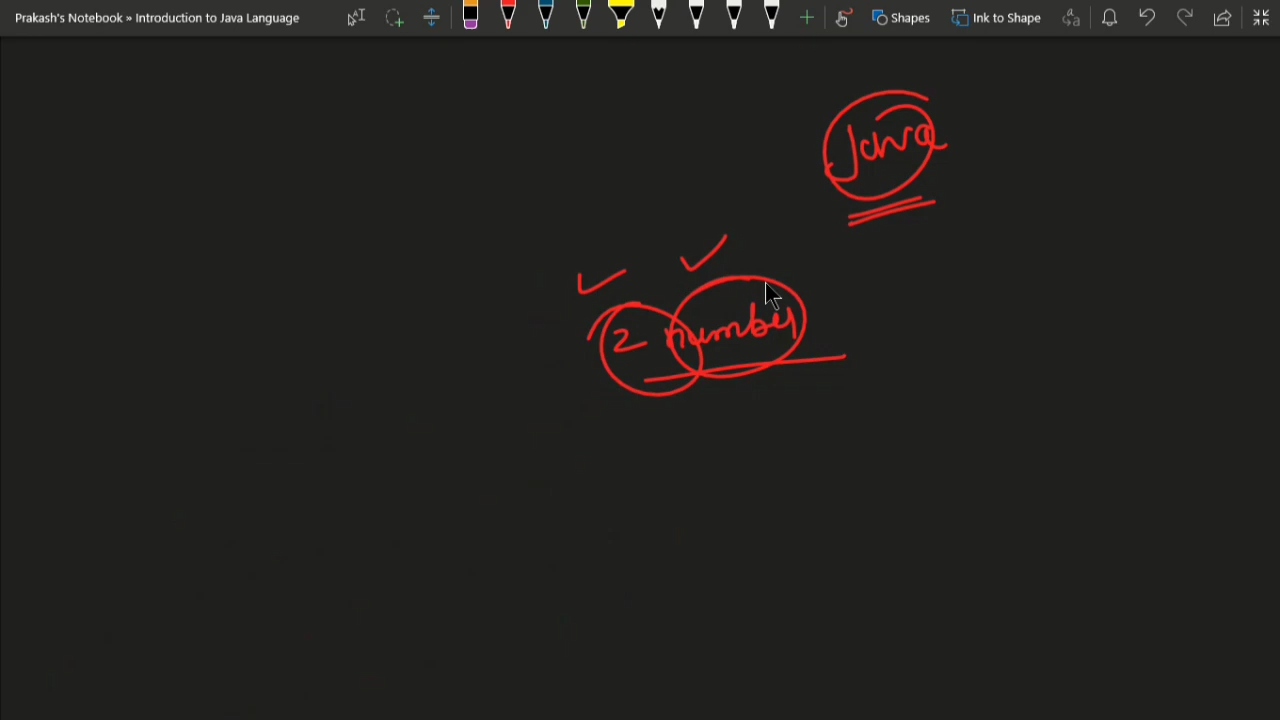 Prakash's Notebook » Introduction to Java Language
Shapes
Ink to Shape
Java
2 number